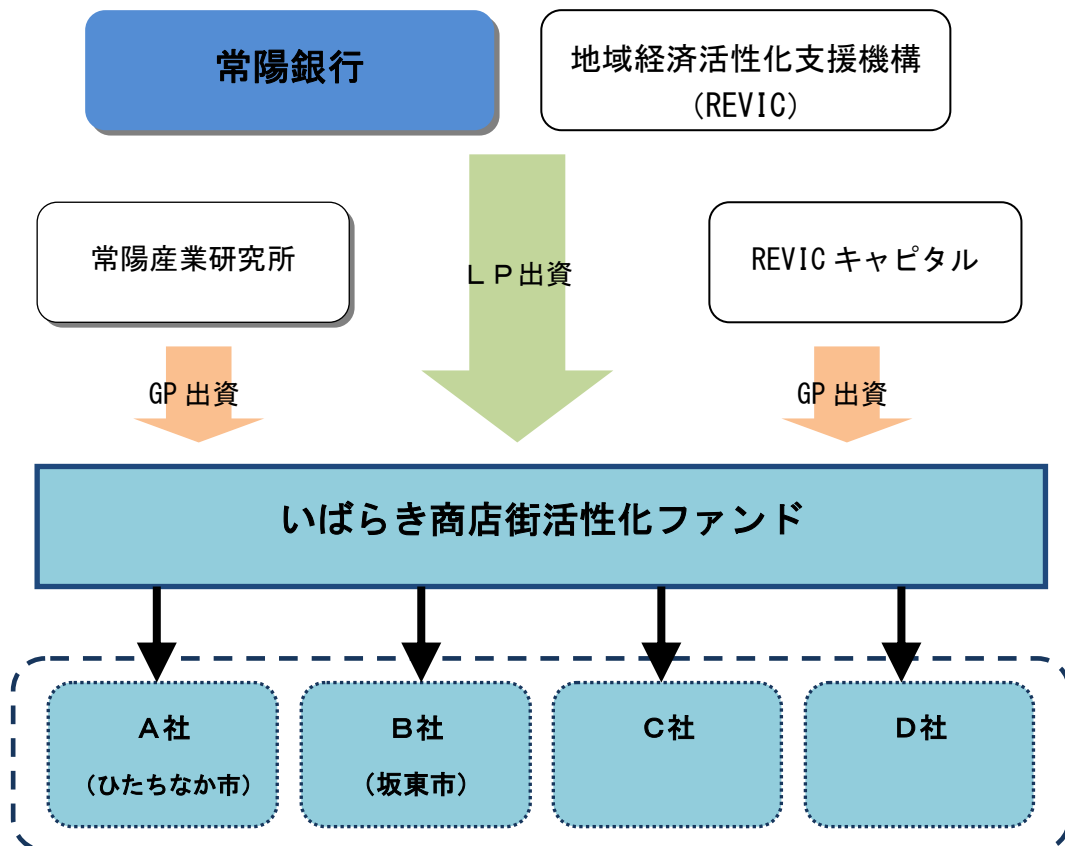 常陽銀行
地域経済活性化支援機構
（REVIC）
常陽産業研究所
ＬＰ出資
REVIC キャピタル
GP 出資
GP 出資
いばらき商店街活性化ファンド
Ａ社
（ひたちなか市）
Ｂ社
（坂東市）
Ｃ社
Ｄ社